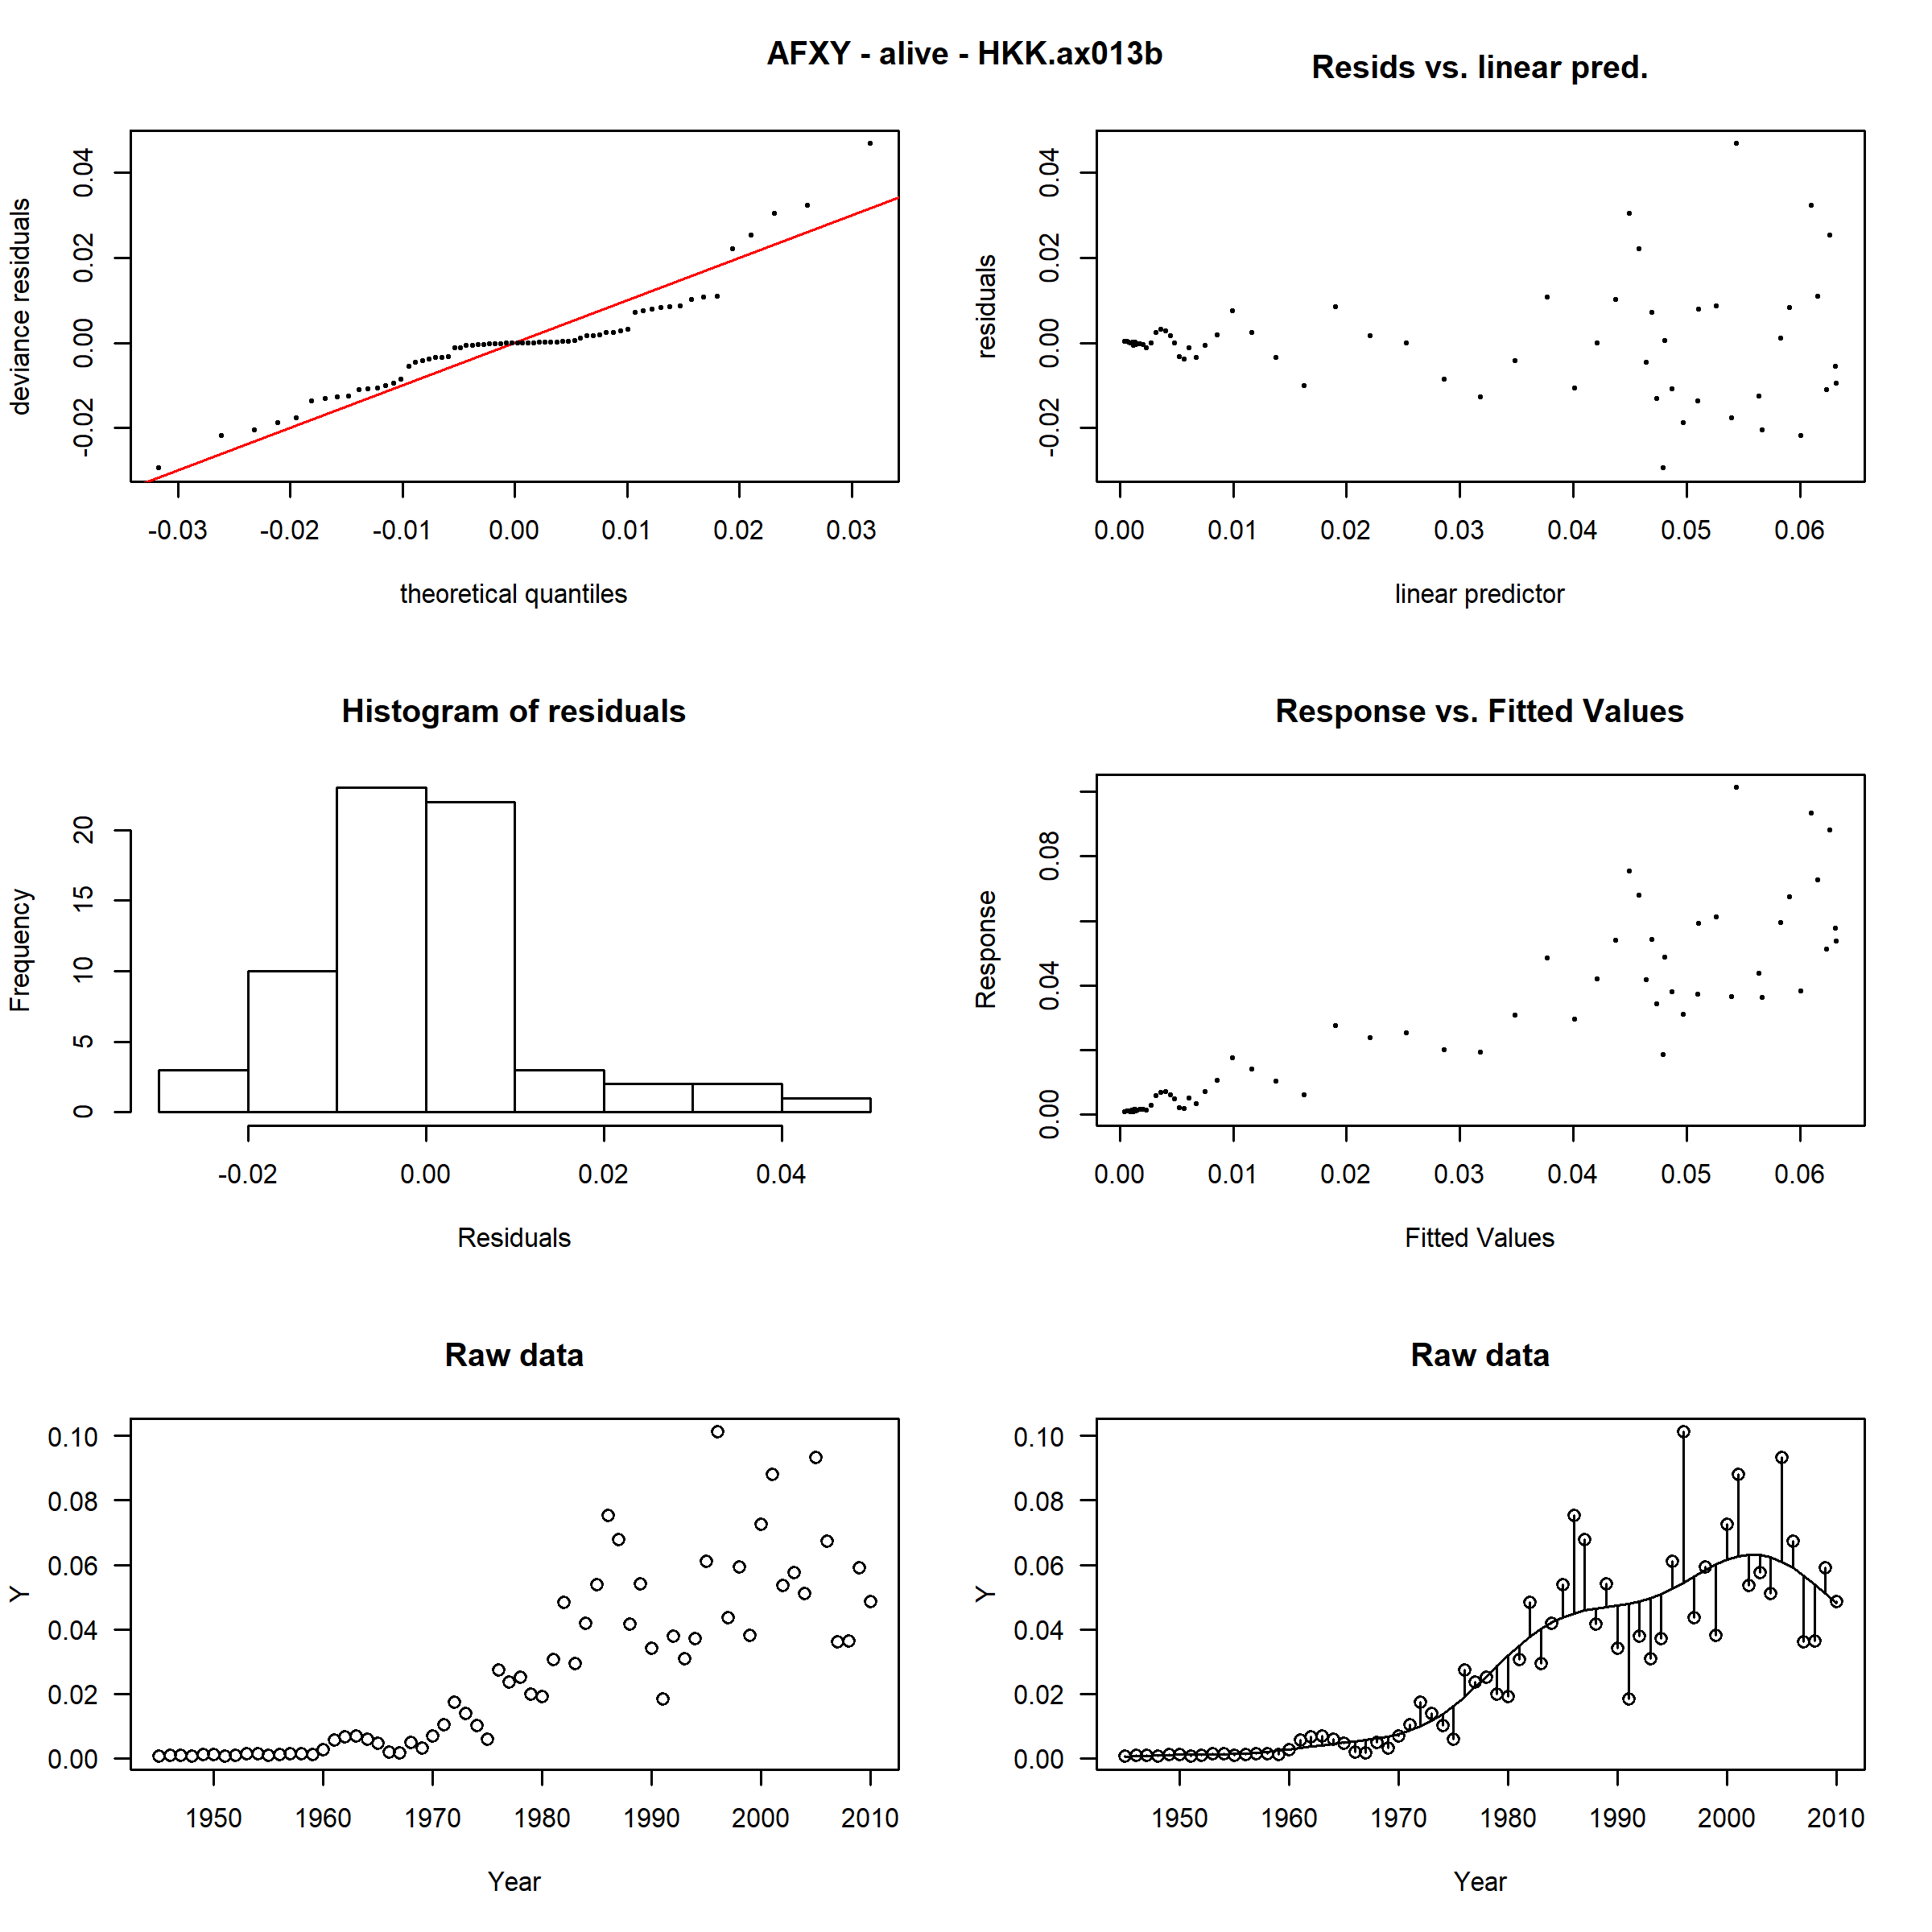 AFXY - alive - HKK.ax013b
Resids vs. linear pred.
deviance residuals
-0.02 0.00 0.02 0.04
-0.03 -0.02 -0.01 0.00 0.01 0.02 0.03
theoretical quantiles
residuals
-0.02 0.00 0.02 0.04
0.00 0.01 0.02 0.03 0.04 0.05 0.06
linear predictor
Histogram of residuals
Frequency
0 5 10 15 20
-0.02 0.00 0.02 0.04
Residuals
Response vs. Fitted Values
Response
0.00 0.04 0.08
0.00 0.01 0.02 0.03 0.04 0.05 0.06
Fitted Values
Raw data
Y
0.10
0.08
0.06
0.04
0.02
0.00
1950 1960 1970 1980 1990 2000 2010
Year
Raw data
Y
0.10
0.08
0.06
0.04
0.02
0.00
1950 1960 1970 1980 1990 2000 2010
Year